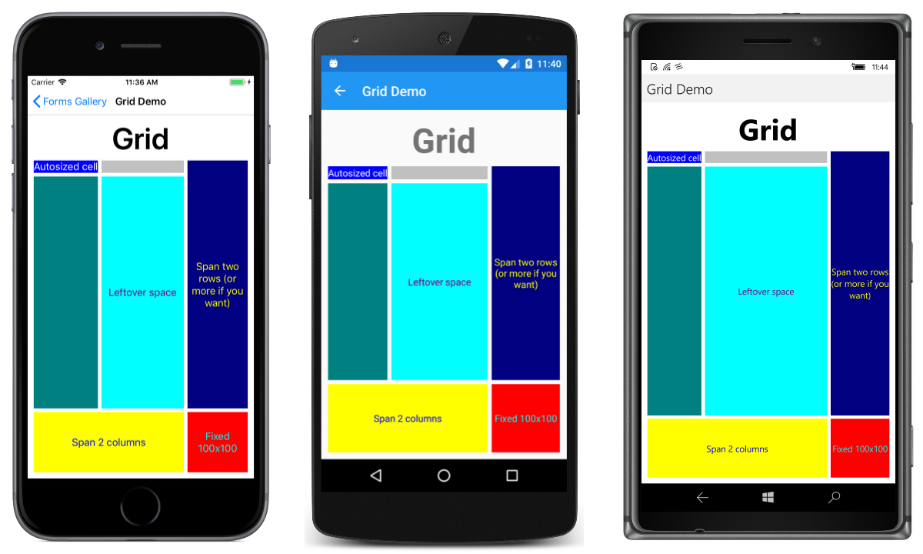 Carrier 11:36 AM
Forms Gallery Grid Demo
Grid
Autosized cell
Leftover space
Span two
rows (or
more if you
want)
Span 2 columns
Fixed
100x100
11:40
Grid Demo
Grid
Autosized cell
Leftover space
Span two rows
(or more if you
want)
Span 2 columns
Fixed 100x100
11:44
Grid Demo
Grid
Autosized cell
Leftover space
Span two rows
(or more if you
want)
Span 2 columns
Fixed 100x100